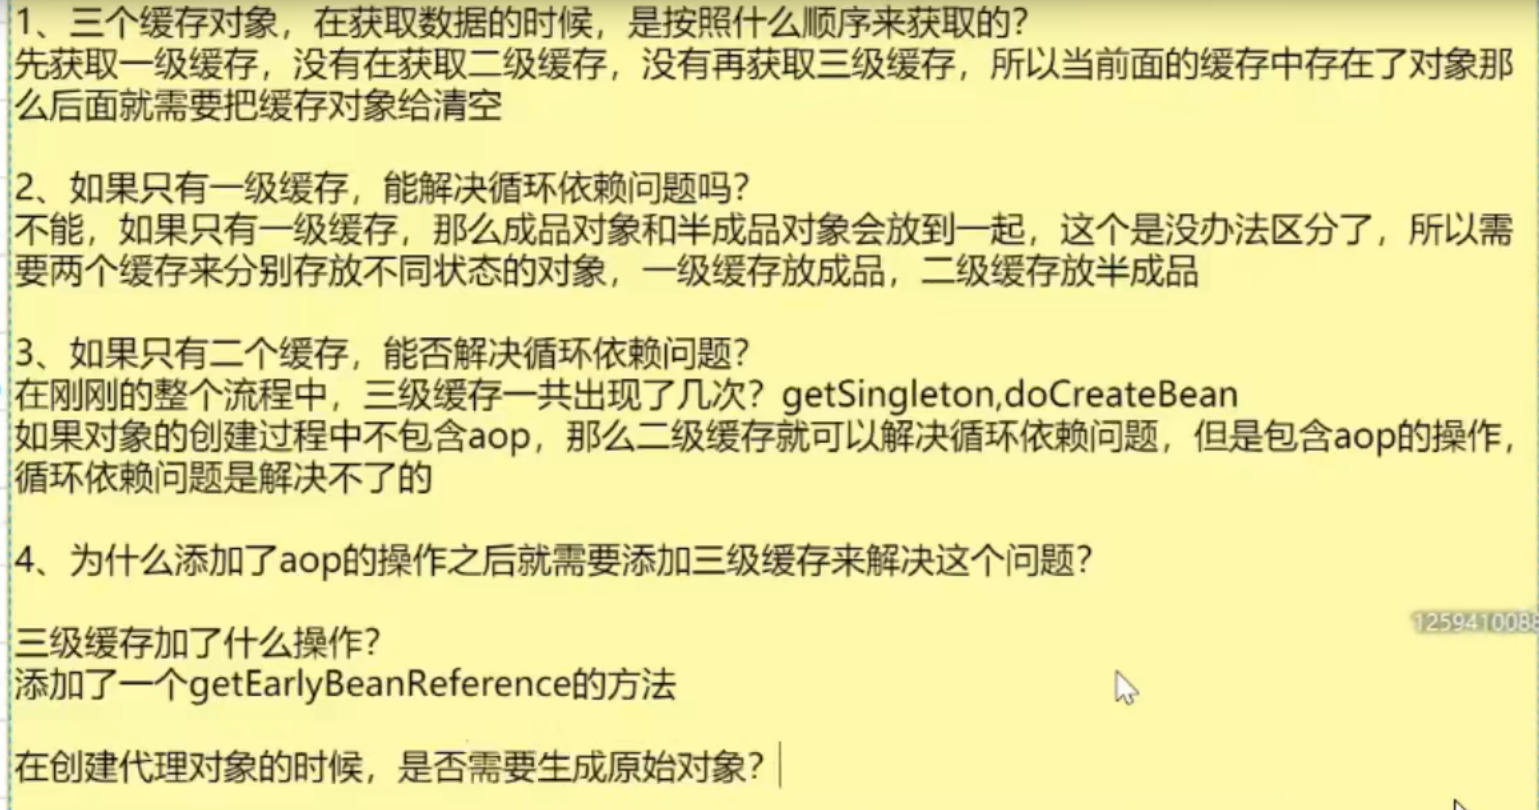 1、三个缓存对象，在获取数据的时候，是按照什么顺序来获取的？
先获取一级缓存，没有在获取二级缓存，没有再获取三级缓存，所以当前面的缓存中存在了对象那
么后面就需要把缓存对象给清空
2、如果只有一级缓存，能解决循环依赖问题吗？
不能，如果只有一级缓存，那么成品对象和半成品对象会放到一起，这个是没办法区分了，所以需
要两个缓存来分别存放不同状态的对象，一级缓存放成品，二级缓存放半成品
3、如果只有二个缓存，能否解决循环依赖问题？
在刚刚的整个流程中，三级缓存一共出现了几次？getSingleton,doCreateBean
如果对象的创建过程中不包含aop，那么二级缓存就可以解决循环依赖问题，但是包含aop的操作，
循环依赖问题是解决不了的
4、为什么添加了aop的操作之后就需要添加三级缓存来解决这个问题？
三级缓存加了什么操作？
添加了一个getEarlyBeanReference的方法
在创建代理对象的时候，是否需要生成原始对象？